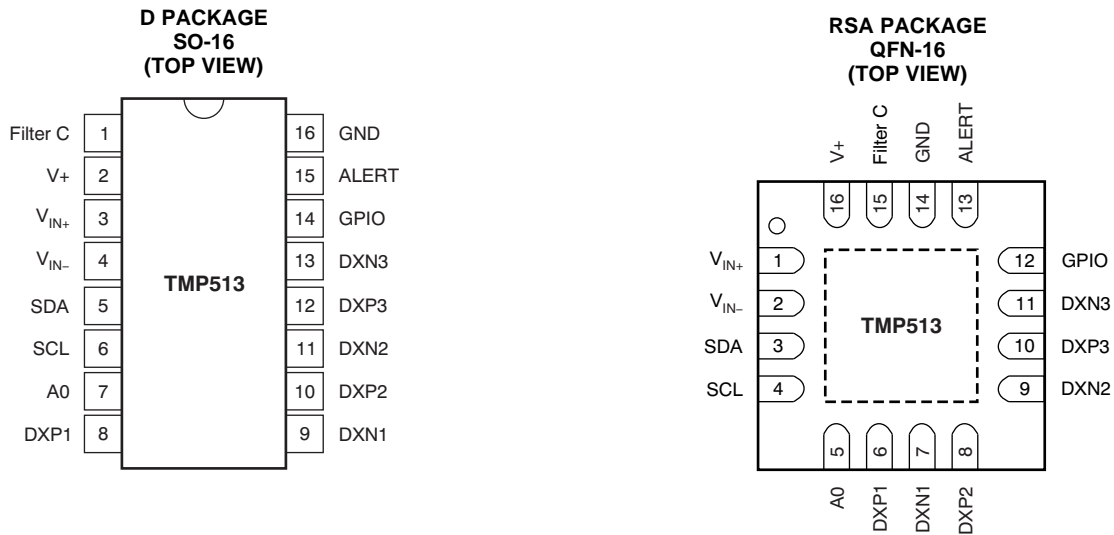 D PACKAGE
SO-16
(TOP VIEW)
Filter C 1
V+ 2
VIN+ 3
VIN– 4
SDA 5
SCL 6
A0 7
DXP1 8
TMP513
16 GND
15 ALERT
14 GPIO
13 DXN3
12 DXP3
11 DXN2
10 DXP2
9 DXN1
RSA PACKAGE
QFN-16
(TOP VIEW)
V+ Filter C GND ALERT
16 15 14 13
VIN+ 1
VIN– 2
SDA 3
SCL 4
TMP513
12 GPIO
11 DXN3
10 DXP3
9 DXN2
5 6 7 8
A0 DXP1 DXN1 DXP2